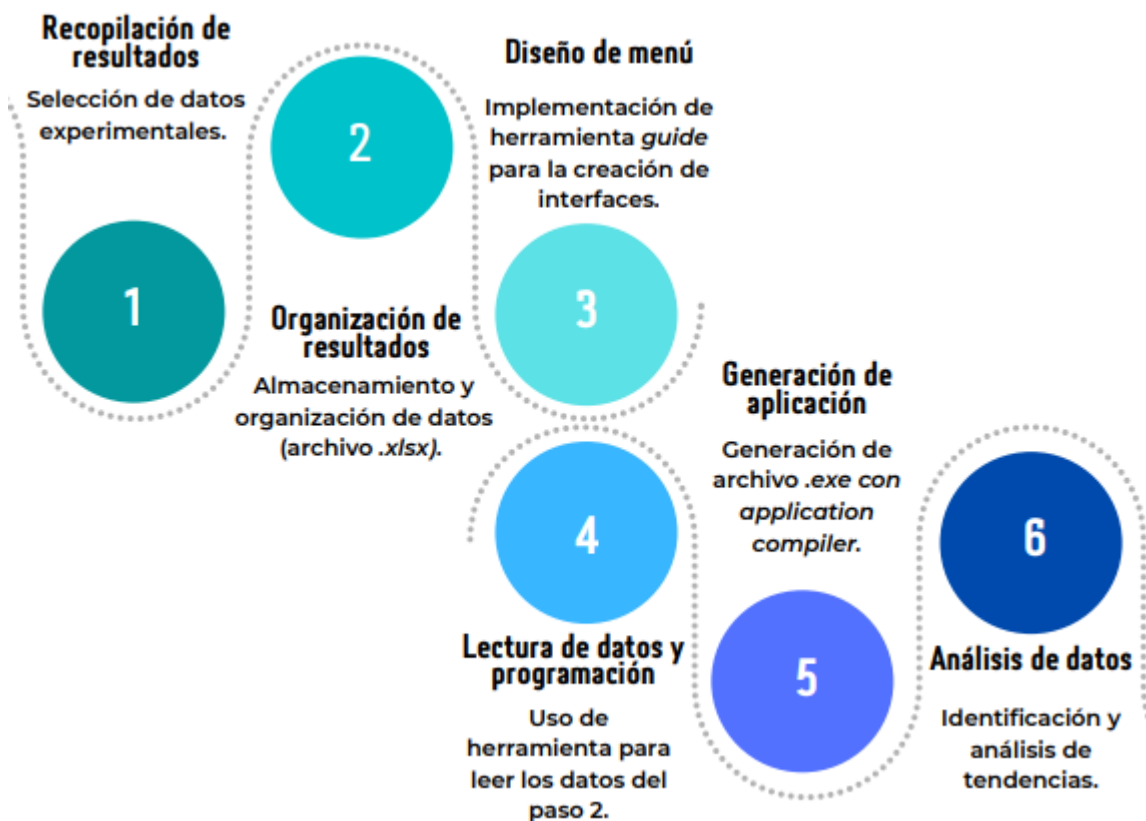 Recopilación de
resultados
Selección de datos
experimentales.
1
2
Organización de
resultados
Almacenamiento y
organización de datos
(archivo .xlsx).
Diseño de menú
Implementación de
herramienta guide
para la creación de
interfaces.
3
4
Lectura de datos y
programación
Uso de
herramienta para
leer los datos del
paso 2.
Generación de
aplicación
Generación de
archivo .exe con
application
compiler.
5
6
Análisis de datos
Identificación y
análisis de
tendencias.